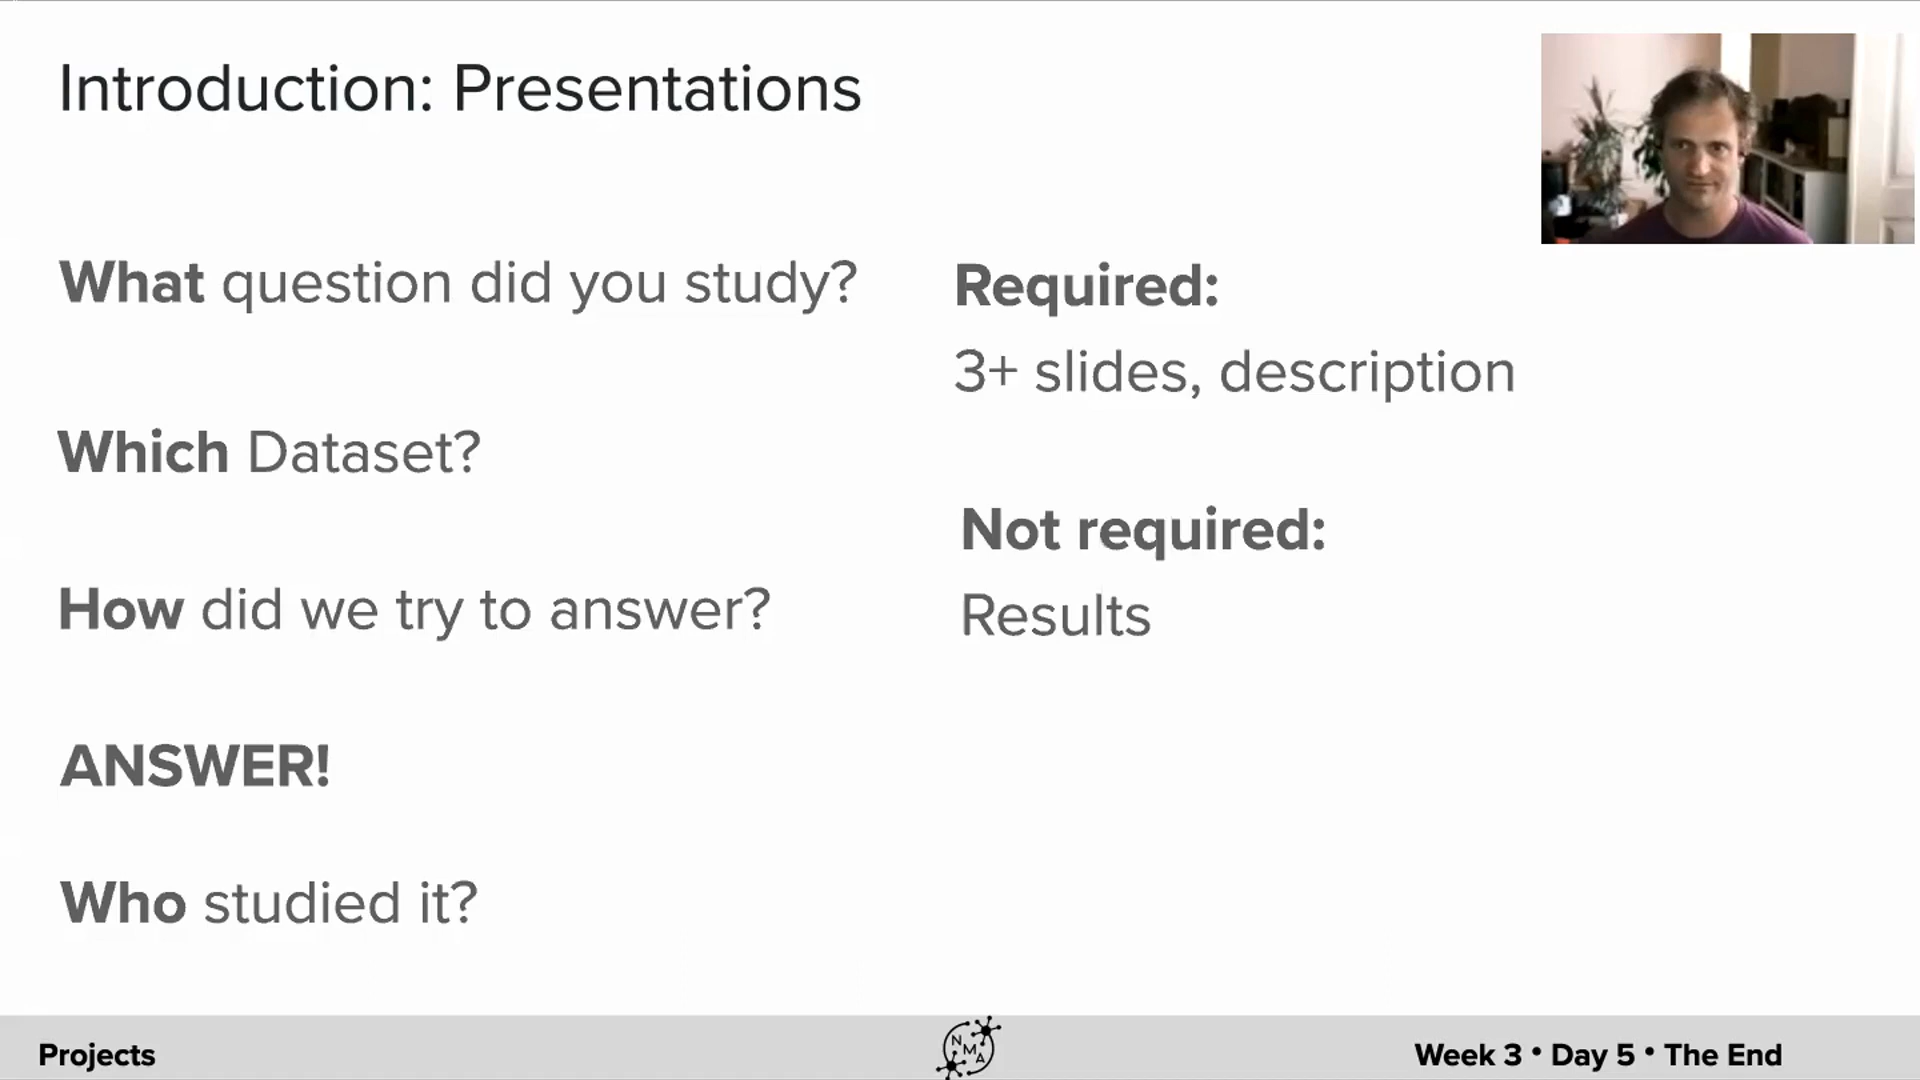 Introduction: Presentations
What question did you study?
Which Dataset?
How did we try to answer?
ANSWER!
Who studied it?
Required:
3+ slides, description
Not required:
Results
Projects
NMA
Week 3 • Day 5 • The End